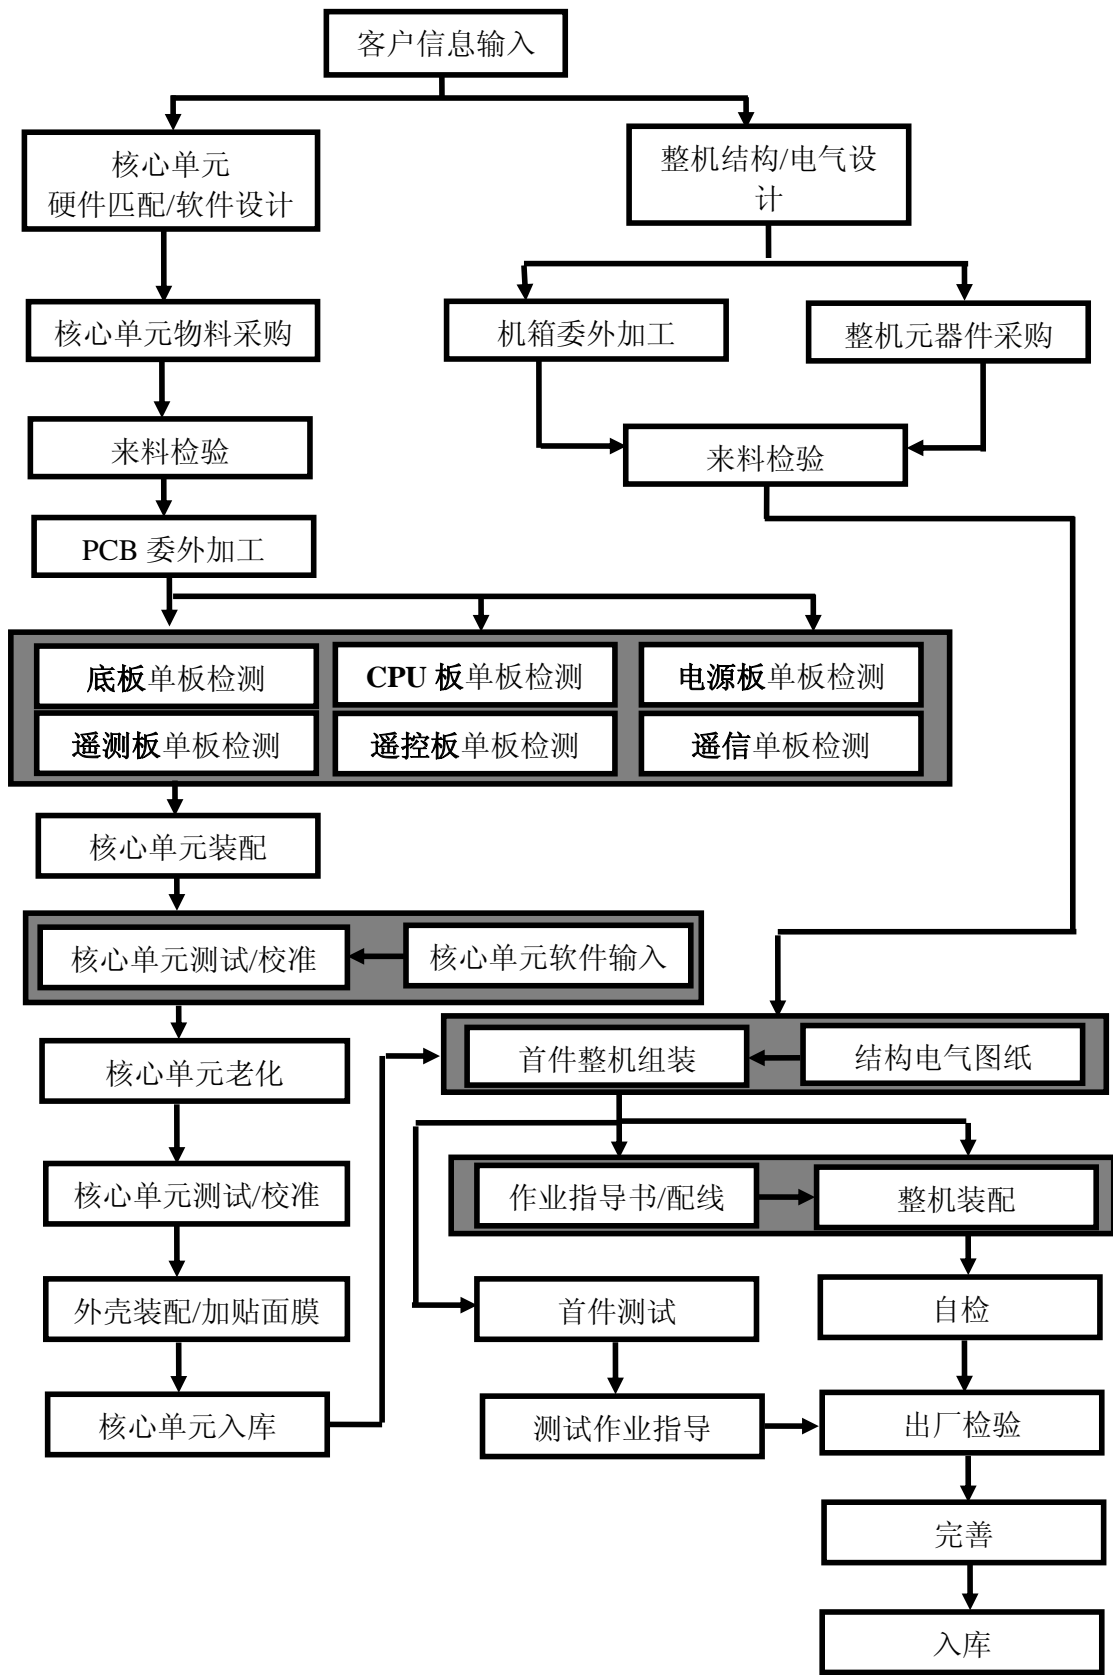 客户信息输入
核心单元
硬件匹配/软件设计
整机结构/电气设
计
核心单元物料采购
机箱委外加工
整机元器件采购
来料检验
来料检验
PCB 委外加工
底板单板检测
CPU 板单板检测
电源板单板检测
遥测板单板检测
遥控板单板检测
遥信单板检测
核心单元装配
核心单元测试/校准
核心单元软件输入
核心单元老化
首件整机组装
结构电气图纸
核心单元测试/校准
作业指导书/配线
整机装配
外壳装配/加贴面膜
首件测试
自检
核心单元入库
测试作业指导
出厂检验
完善
入库